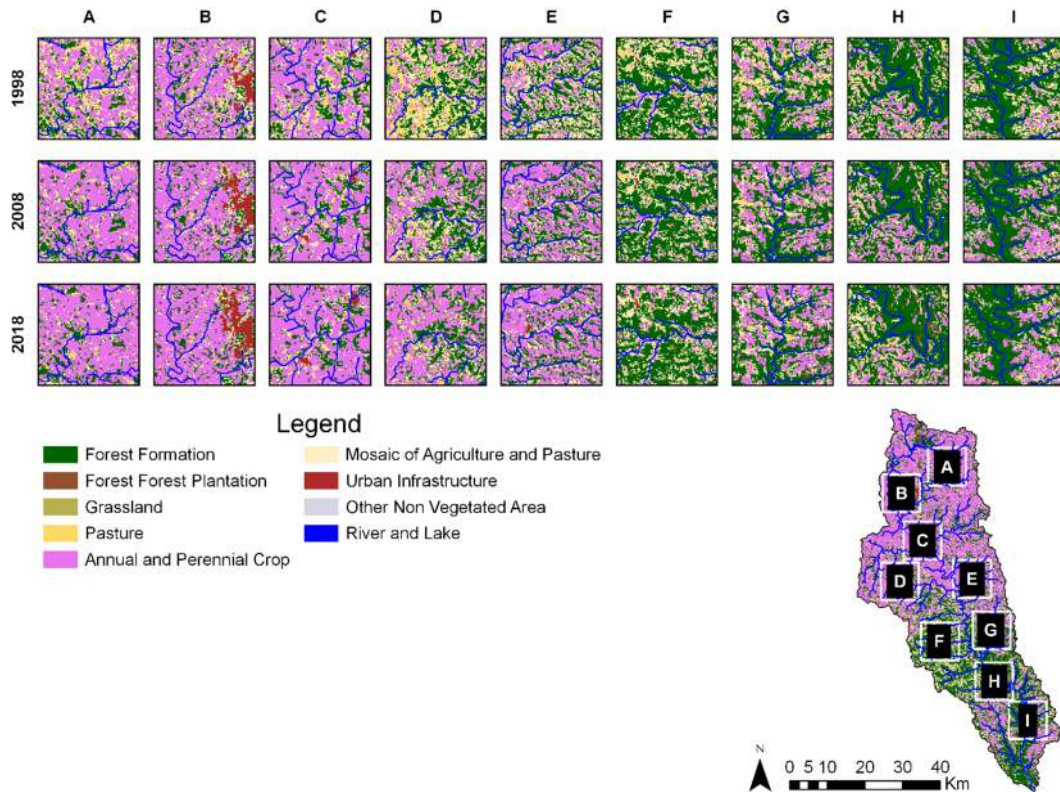 A B C D E F G H I
1998
2008
2018
Legend
Forest Formation
Forest Forest Plantation
Grassland
Pasture
Annual and Perennial Crop
Mosaic of Agriculture and Pasture
Urban Infrastructure
Other Non Vegetated Area
River and Lake
A
B
C
D
E
F
G
H
I
N
0 5 10 20 30 40
Km